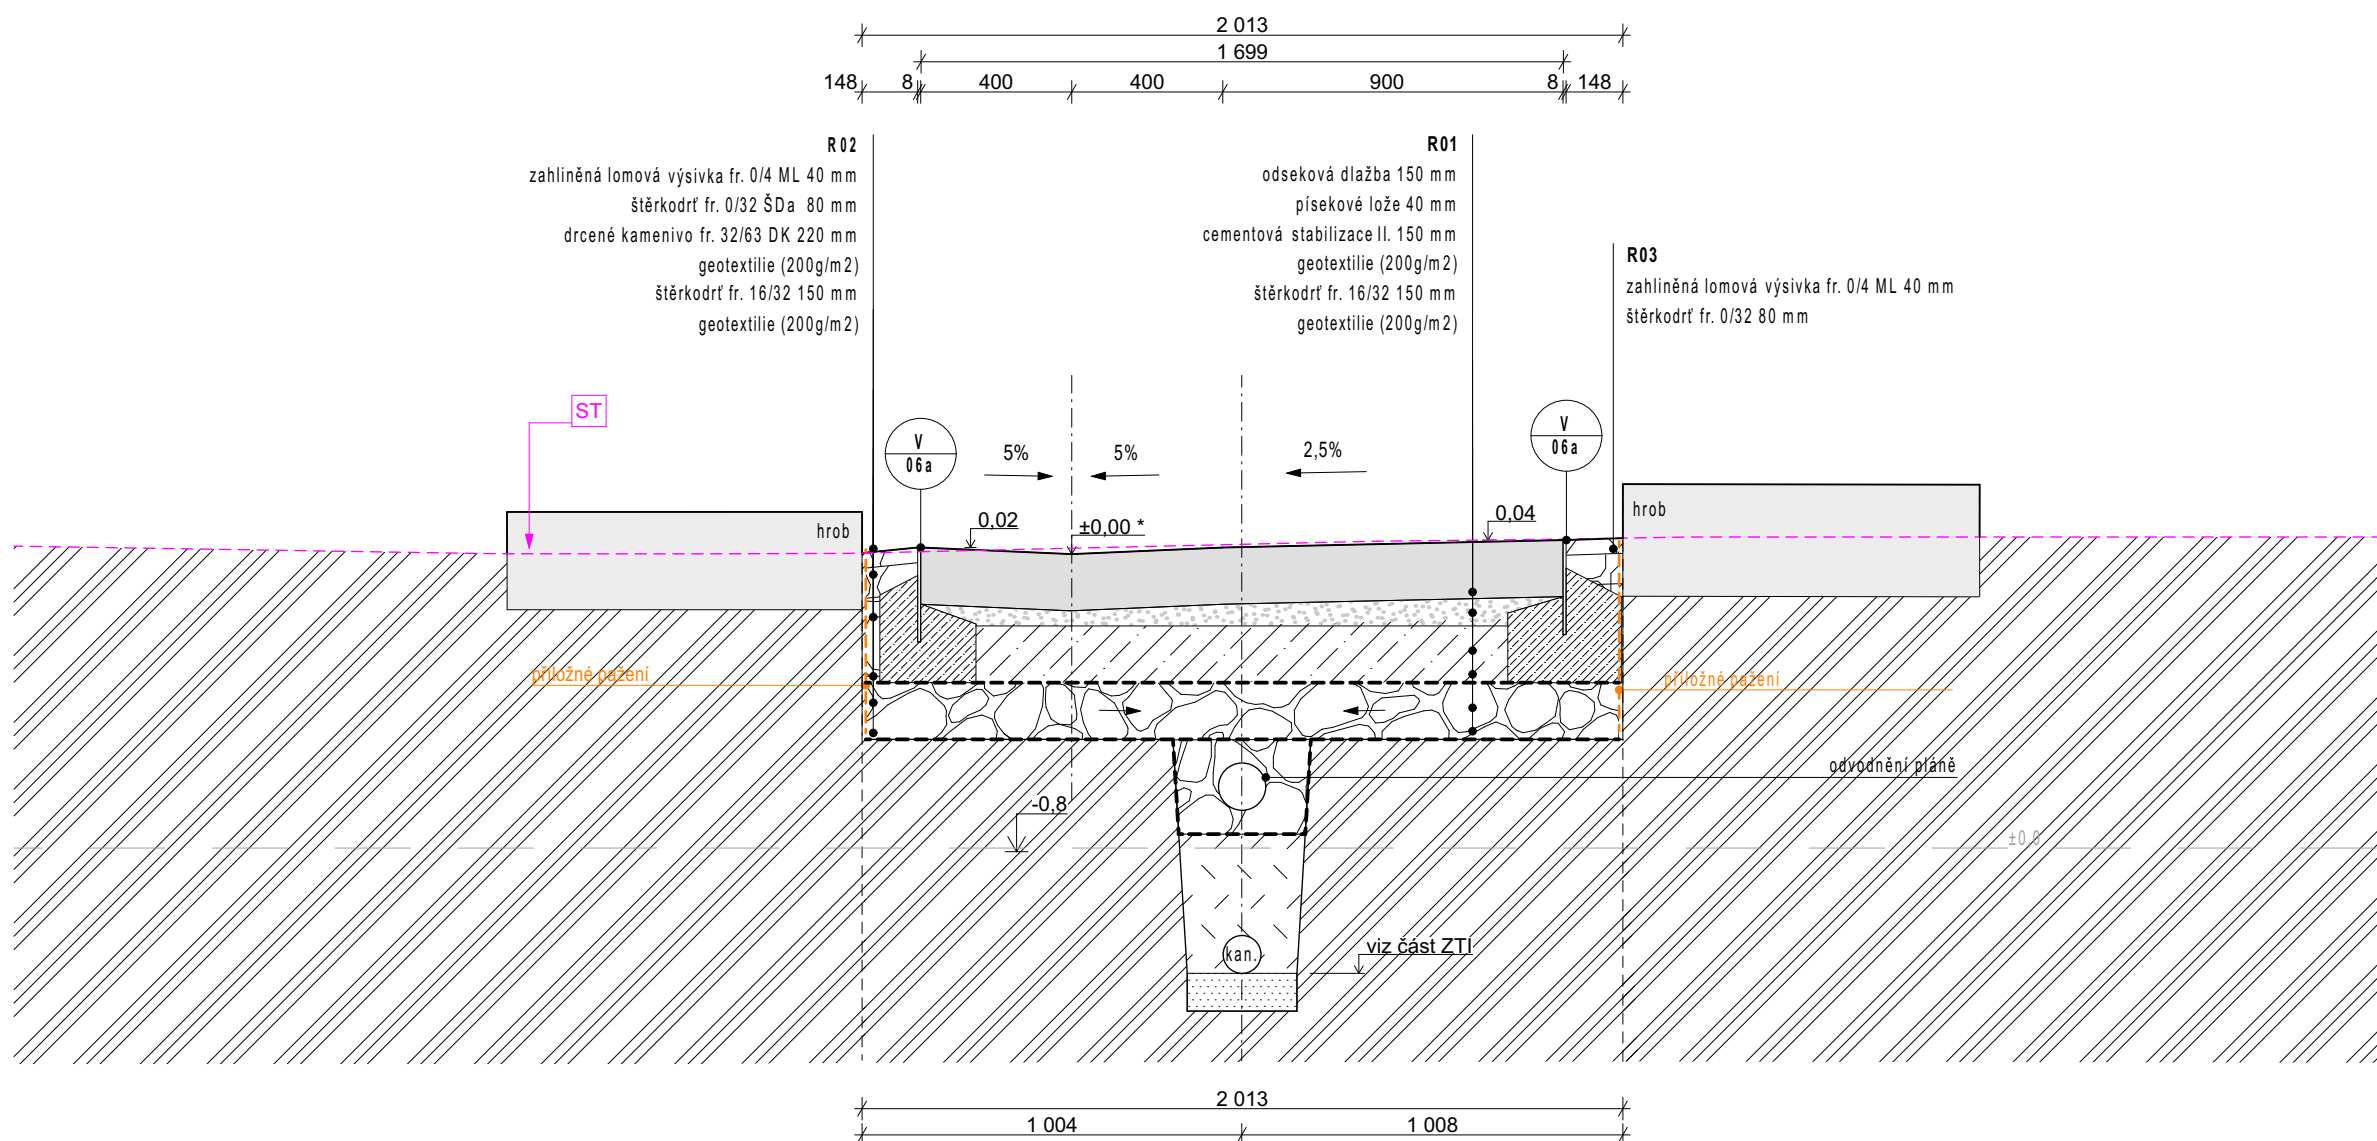 2 013
1 699
148 8 400 400 900 8 148
R02
zahliněná lomová výsivka fr. 0/4 ML 40 mm
štěrkodrť fr. 0/32 ŠDa 80 mm
drcené kamenivo fr. 32/63 DK 220 mm
geotextilie (200g/m2)
štěrkodrť fr. 16/32 150 mm
geotextilie (200g/m2)
R01
odseková dlažba 150 mm
písekové lože 40 mm
cementová stabilizace II. 150 mm
geotextilie (200g/m2)
štěrkodrť fr. 16/32 150 mm
geotextilie (200g/m2)
R03
zahliněná lomová výsivka fr. 0/4 ML 40 mm
štěrkodrť fr. 0/32 80 mm
ST
V
06a
5% 5% 2,5%
V
06a
hrob
0,02
±0,00 *
0,04
hrob
příložné pažení
příložné pažení
odvodnění pláně
-0,8
±0,0
kan.
viz část ZTI
2 013
1 004 1 008